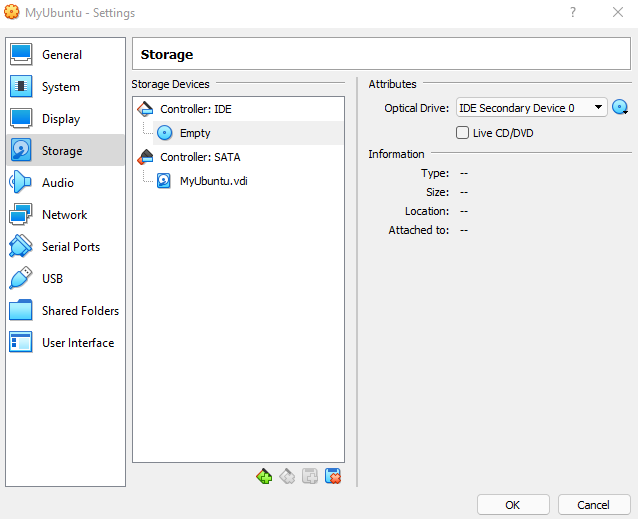 MyUbuntu - Settings
General
System
Display
Storage
Audio
Network
Serial Ports
USB
Shared Folders
User Interface
Storage
Storage Devices
Controller: IDE
Empty
Controller: SATA
MyUbuntu.vdi
Attributes
Optical Drive: IDE Secondary Device 0
Live CD/DVD
Information
Type: --
Size: --
Location: --
Attached to: --
OK Cancel